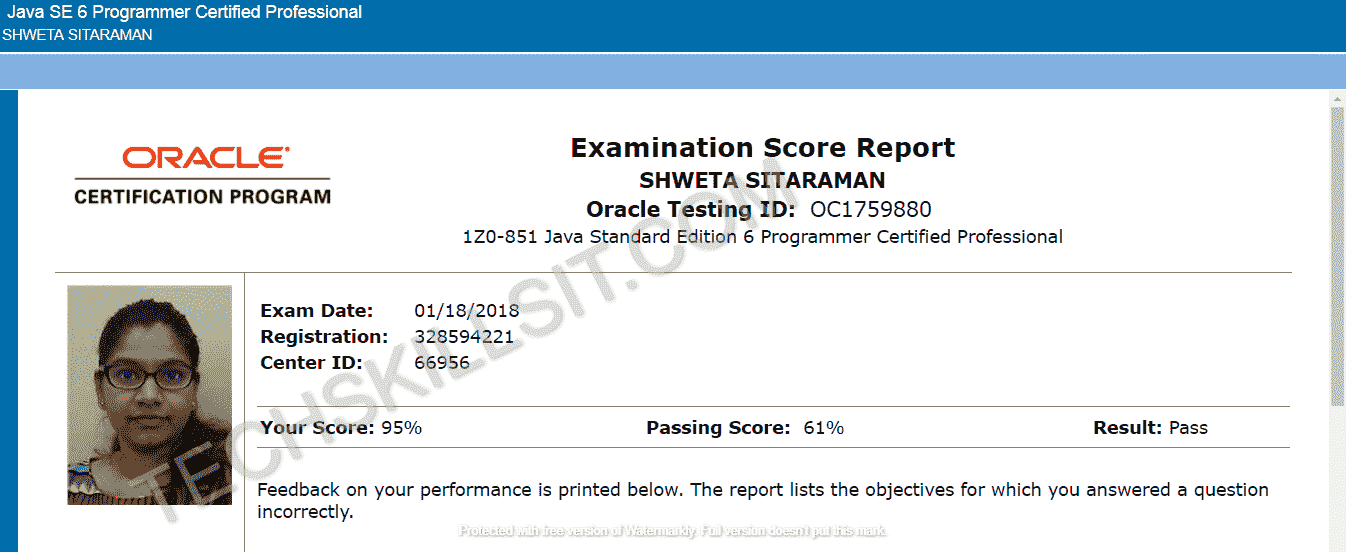 Java SE 6 Programmer Certified Professional
SHWETA SITARAMAN
ORACLE
CERTIFICATION PROGRAM
Examination Score Report
SHWETA SITARAMAN
Oracle Testing ID: OC1759880
1Z0-851 Java Standard Edition 6 Programmer Certified Professional
Exam Date: 01/18/2018
Registration: 328594221
Center ID: 66956
Your Score: 95% Passing Score: 61% Result: Pass
Feedback on your performance is printed below. The report lists the objectives for which you answered a question
incorrectly.
TECHSKILLSIT.COM
Protected with free version of Watermarkly. Full version doesn't put this mark.